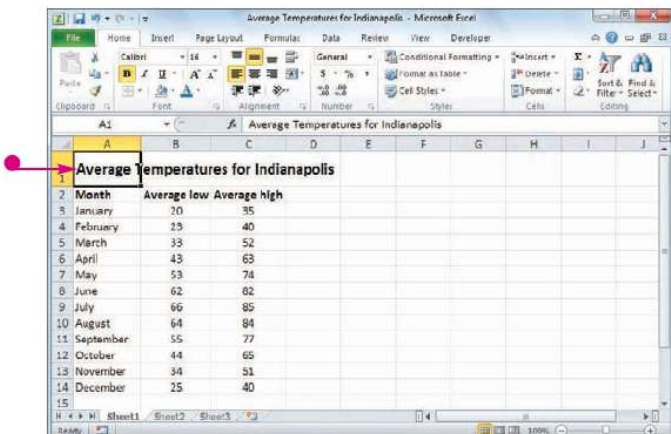 Average Temperatures for Indianapolis - Microsoft Excel
File Home Insert Page Layout Formulas Data Review View Developer
Calibri 16 General Conditional Formatting Insert Σ
Paste B I U A A $ % , Format as Table Delete Sort & Find &
A Cell Styles Format Filter Select
Clipboard Font Alignment Number Styles Cells Editing
A1 fx Average Temperatures for Indianapolis
A B C D E F G H I J
1 Average Temperatures for Indianapolis
2 Month Average low Average high
3 January 20 35
4 February 23 40
5 March 33 52
6 April 43 63
7 May 53 74
8 June 62 82
9 July 66 85
10 August 64 84
11 September 55 77
12 October 44 65
13 November 34 51
14 December 25 40
15
Sheet1 Sheet2 Sheet3
Ready 100%